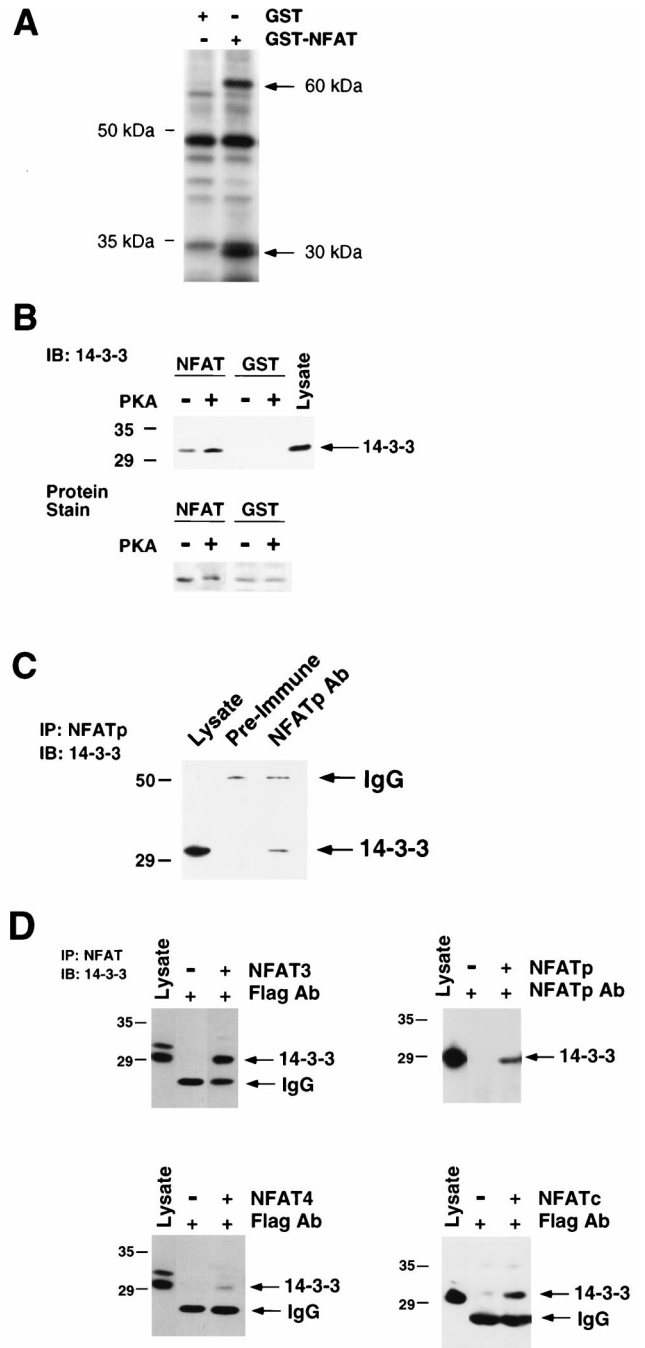 A
+ - GST
- + GST-NFAT
60 kDa
50 kDa
35 kDa
30 kDa
B
IB: 14-3-3
NFAT GST Lysate
PKA - + - +
35
29
14-3-3
Protein
Stain
NFAT GST
PKA - + - +
C
IP: NFATp
IB: 14-3-3
Lysate Pre-Immune NFATp Ab
50
IgG
29
14-3-3
D
IP: NFAT
IB: 14-3-3
Lysate
- + NFAT3
+ + Flag Ab
35
29
14-3-3
IgG
Lysate
- + NFATp
+ + NFATp Ab
35
29
14-3-3
Lysate
- + NFAT4
+ + Flag Ab
35
29
14-3-3
IgG
Lysate
- + NFATc
+ + Flag Ab
35
29
14-3-3
IgG